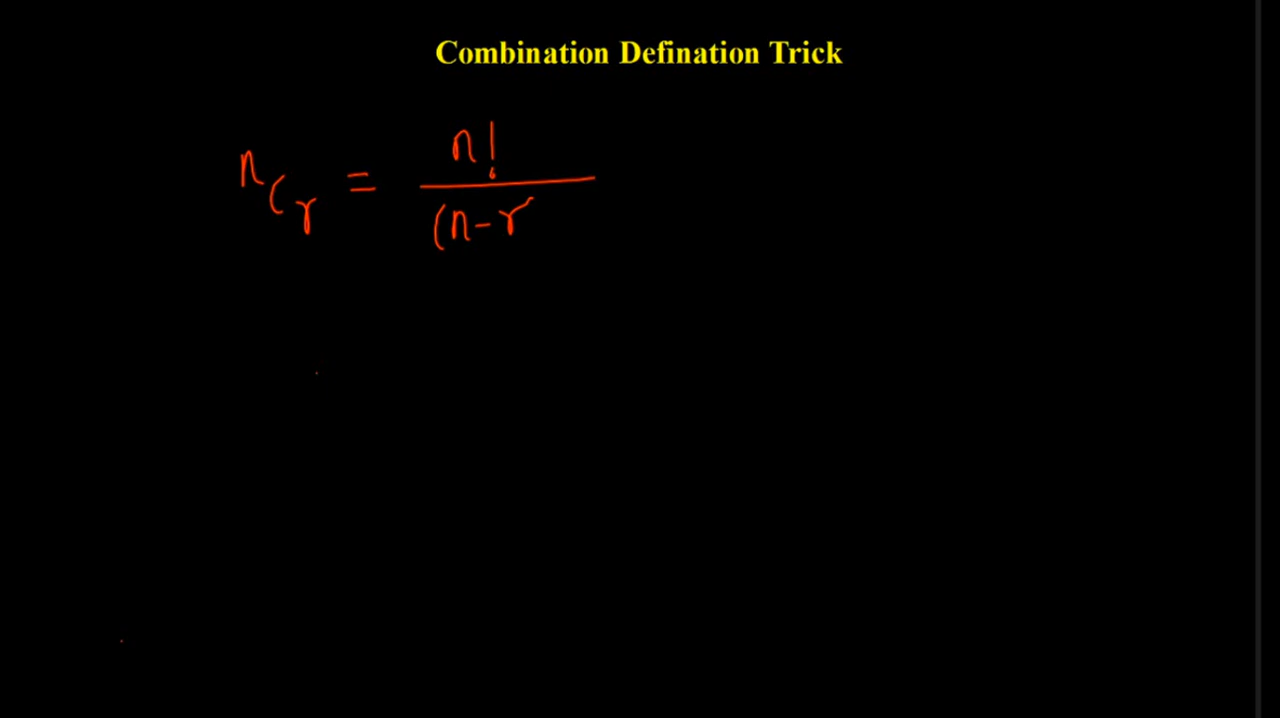 Combination Defination Trick
nCr = n! / (n-r